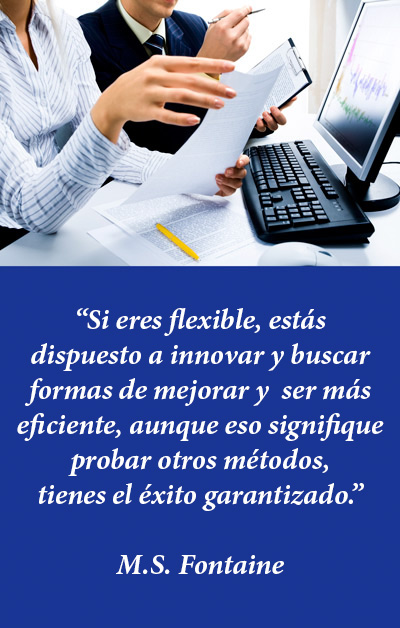 “Si eres flexible, estás
dispuesto a innovar y buscar
formas de mejorar y ser más
eficiente, aunque eso signifique
probar otros métodos,
tienes el éxito garantizado.”
M.S. Fontaine